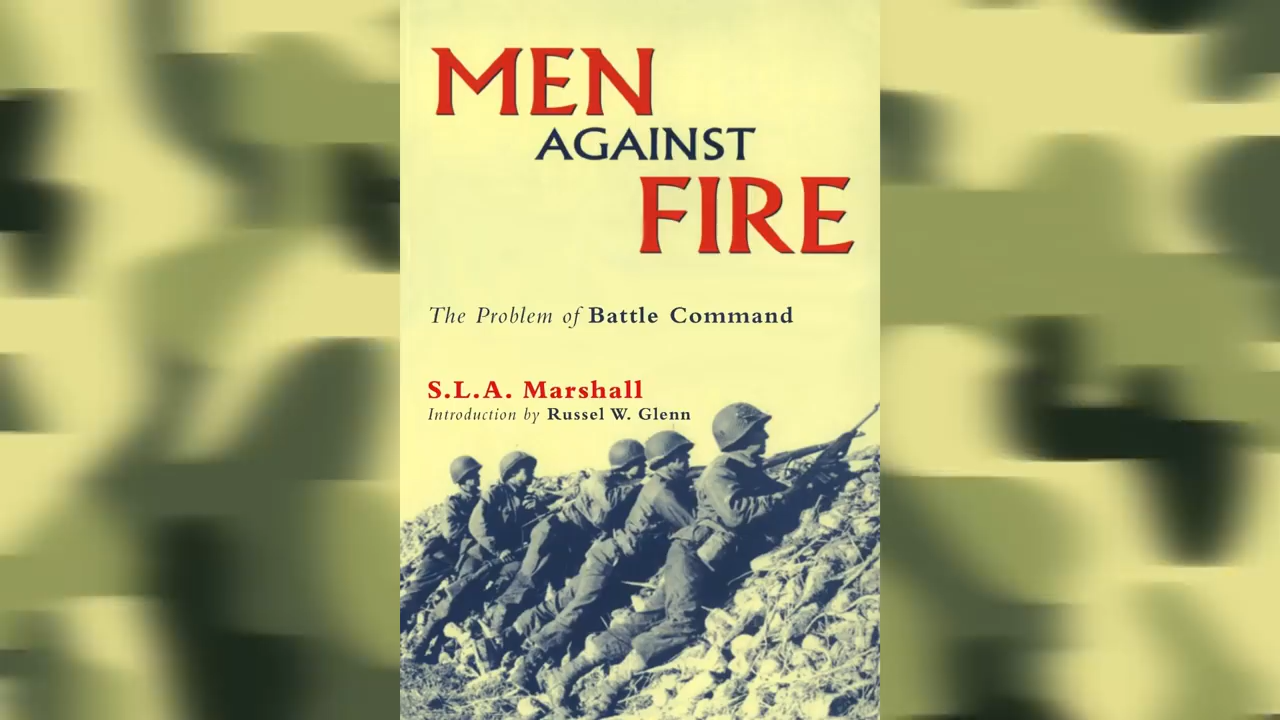 MEN
AGAINST
FIRE
The Problem of Battle Command
S.L.A. Marshall
Introduction by Russel W. Glenn